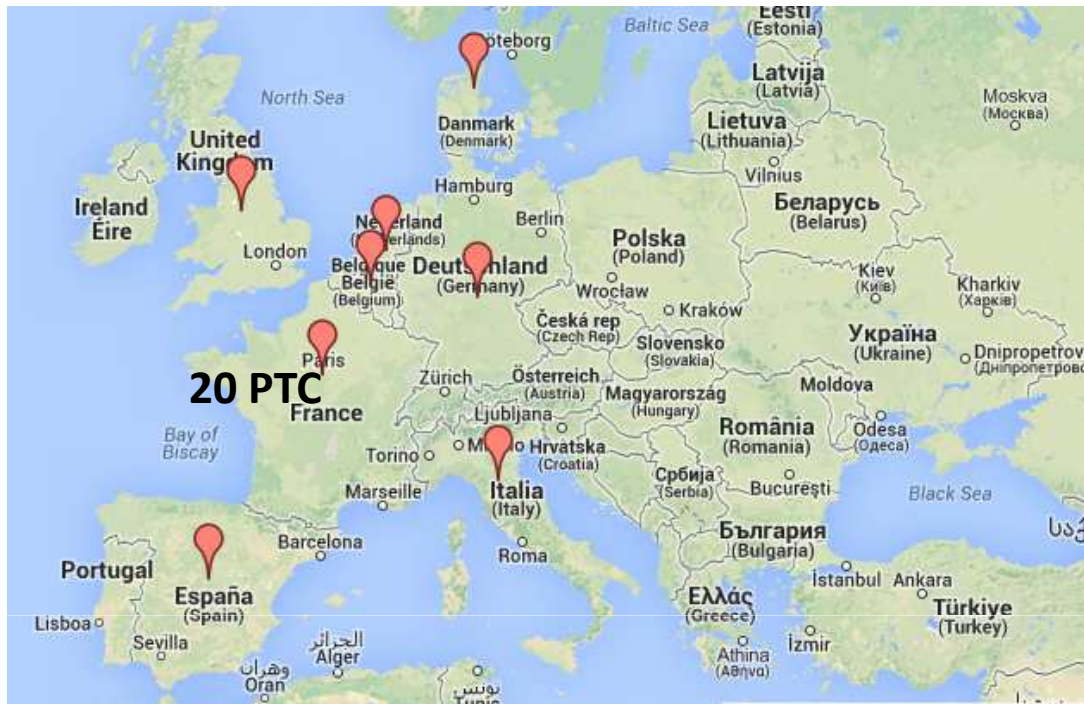 Eesti
(Estonia)
Baltic Sea
Göteborg
Latvija
(Latvia)
Moskva
(Москва)
North Sea
Danmark
(Denmark)
Lietuva
(Lithuania)
United
Kingdom
Vilnius
Беларусь
(Belarus)
Hamburg
Ireland
Éire
Berlin
Nederland
(Netherlands)
Polska
(Poland)
London
Belgique
België
(Belgium)
Deutschland
(Germany)
Kiev
(Київ)
Kharkiv
(Харків)
Wrocław
Kraków
Česká rep
(Czech Rep)
Україна
(Ukraine)
Slovensko
(Slovakia)
Dnipropetrov
(Дніпропетровс
Paris
20 PTC
Zürich
Österreich
(Austria)
Magyarország
(Hungary)
Moldova
France
Ljubljana
România
(Romania)
Odesa
(Одеса)
Bay of
Biscay
Torino
Hrvatska
(Croatia)
Србија
(Serbia)
București
Black Sea
Marseille
Italia
(Italy)
България
(Bulgaria)
Barcelona
Roma
Portugal
İstanbul
Ankara
España
(Spain)
Ελλάς
(Greece)
Türkiye
(Turkey)
Lisboa
Sevilla
الجزائر
Alger
İzmir
Athina
(Αθήνα)
وهران
Oran
تونس
Tunis